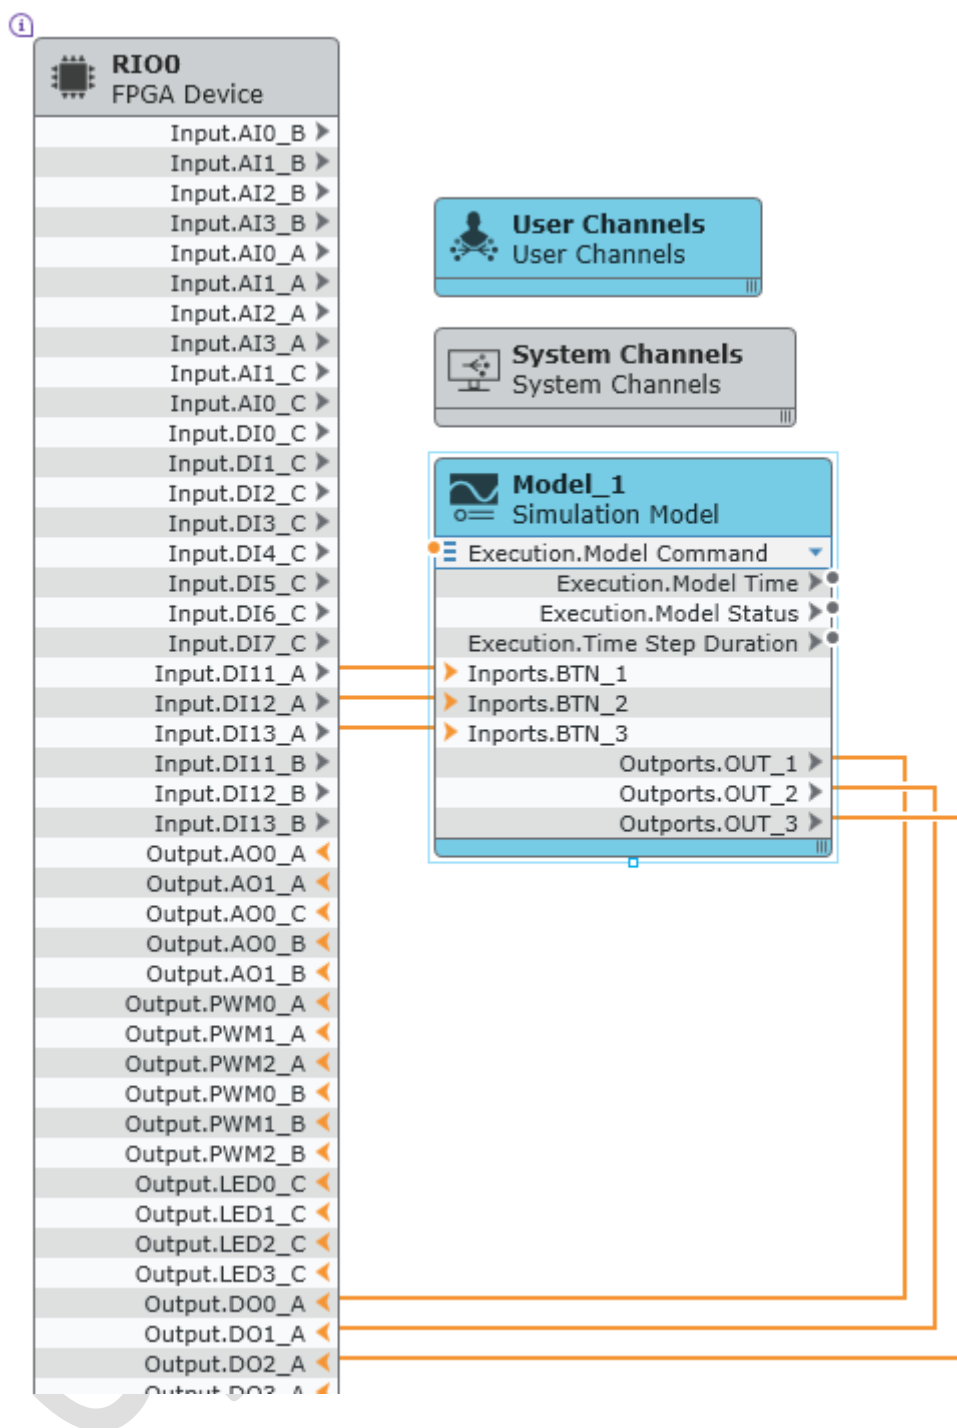 RIO0
FPGA Device
Input.AI0_B
Input.AI1_B
Input.AI2_B
Input.AI3_B
Input.AI0_A
Input.AI1_A
Input.AI2_A
Input.AI3_A
Input.AI1_C
Input.AI0_C
Input.DI0_C
Input.DI1_C
Input.DI2_C
Input.DI3_C
Input.DI4_C
Input.DI5_C
Input.DI6_C
Input.DI7_C
Input.DI11_A
Input.DI12_A
Input.DI13_A
Input.DI11_B
Input.DI12_B
Input.DI13_B
Output.AO0_A
Output.AO1_A
Output.AO0_C
Output.AO0_B
Output.AO1_B
Output.PWM0_A
Output.PWM1_A
Output.PWM2_A
Output.PWM0_B
Output.PWM1_B
Output.PWM2_B
Output.LED0_C
Output.LED1_C
Output.LED2_C
Output.LED3_C
Output.DO0_A
Output.DO1_A
Output.DO2_A
Output.DO3_A
User Channels
User Channels
System Channels
System Channels
Model_1
Simulation Model
Execution.Model Command
Execution.Model Time
Execution.Model Status
Execution.Time Step Duration
Inports.BTN_1
Inports.BTN_2
Inports.BTN_3
Outports.OUT_1
Outports.OUT_2
Outports.OUT_3